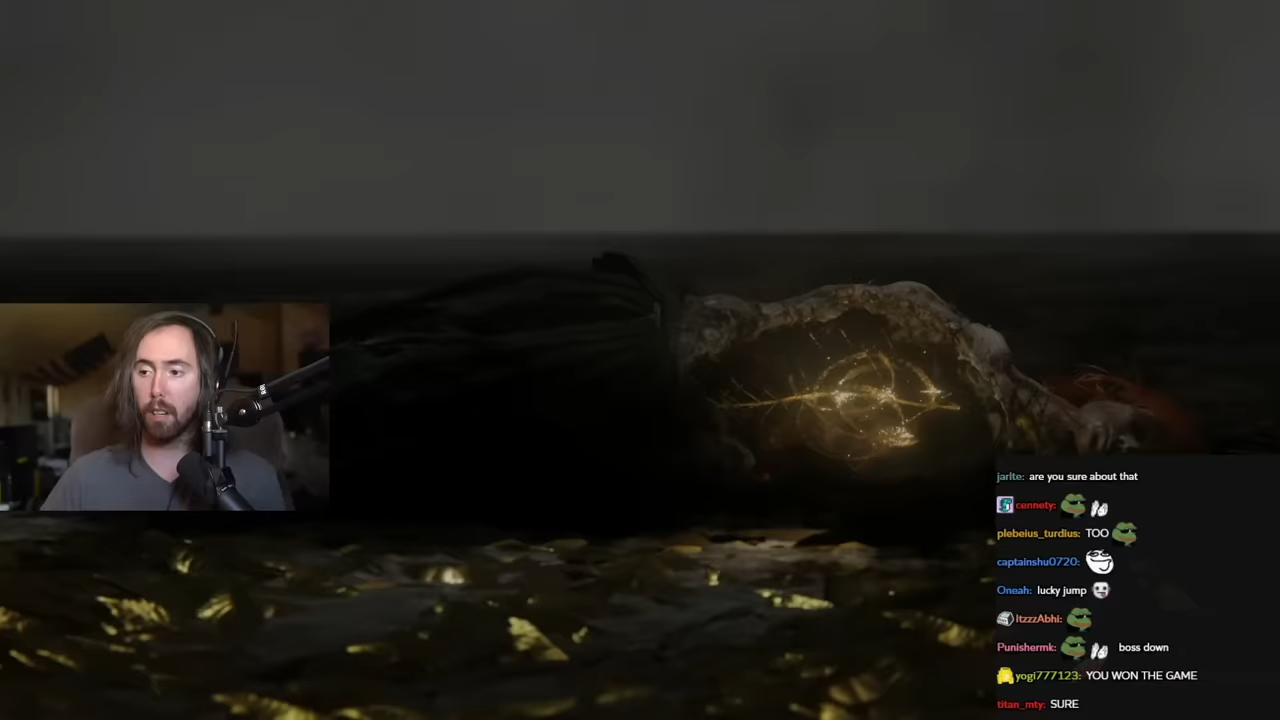 jarite: are you sure about that
cennety:
plebeius_turdius: TOO
captainshu0720:
Oneah: lucky jump
ItzzzAbhi:
Punishermk: boss down
yogi777123: YOU WON THE GAME
titan_mty: SURE